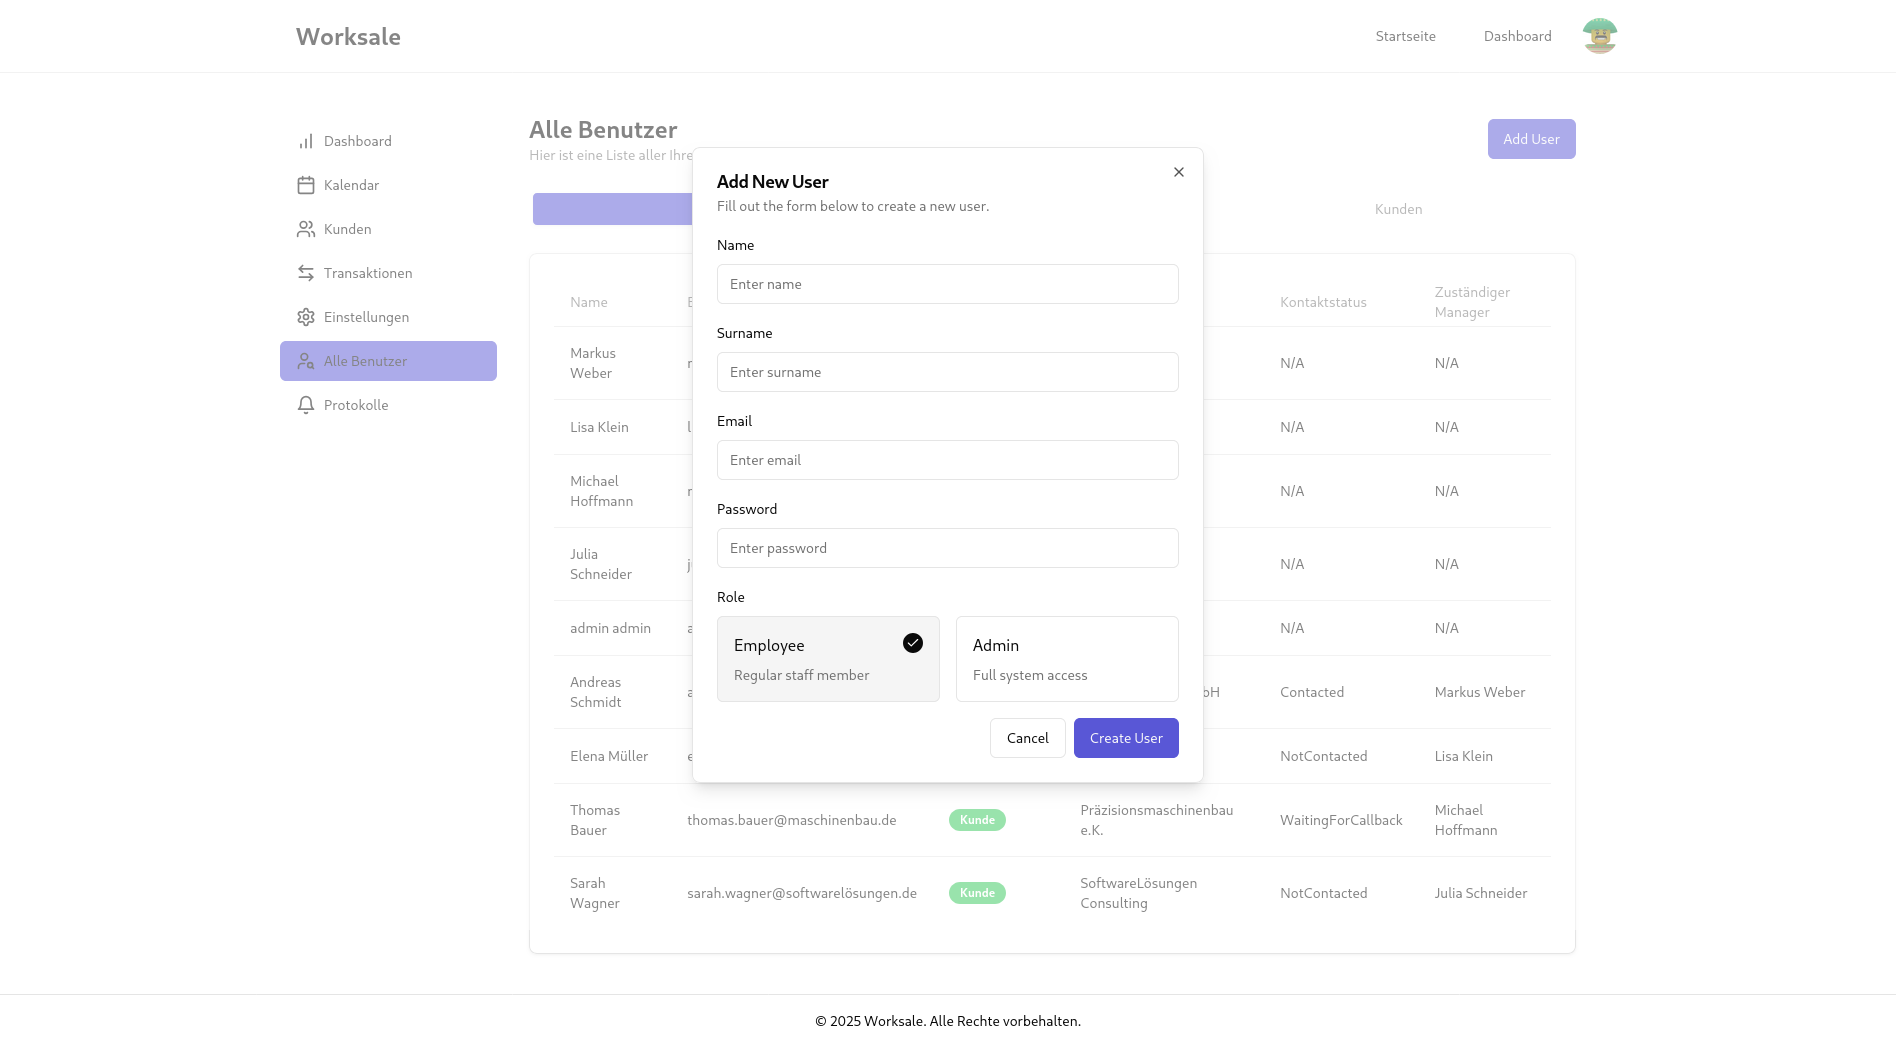 Worksale
Startseite
Dashboard
Dashboard
Kalendar
Kunden
Transaktionen
Einstellungen
Alle Benutzer
Protokolle
Alle Benutzer
Hier ist eine Liste aller Ihre
Add User
Kunden
Name
Kontaktstatus
Zuständiger
Manager
Markus
Weber
N/A
N/A
Lisa Klein
N/A
N/A
Michael
Hoffmann
N/A
N/A
Julia
Schneider
N/A
N/A
admin admin
N/A
N/A
Andreas
Schmidt
bH
Contacted
Markus Weber
Elena Müller
NotContacted
Lisa Klein
Thomas
Bauer
thomas.bauer@maschinenbau.de
Kunde
Präzisionsmaschinenbau
e.K.
WaitingForCallback
Michael
Hoffmann
Sarah
Wagner
sarah.wagner@softwarelösungen.de
Kunde
SoftwareLösungen
Consulting
NotContacted
Julia Schneider
Add New User
Fill out the form below to create a new user.
Name
Enter name
Surname
Enter surname
Email
Enter email
Password
Enter password
Role
Employee
Regular staff member
Admin
Full system access
Cancel
Create User
© 2025 Worksale. Alle Rechte vorbehalten.